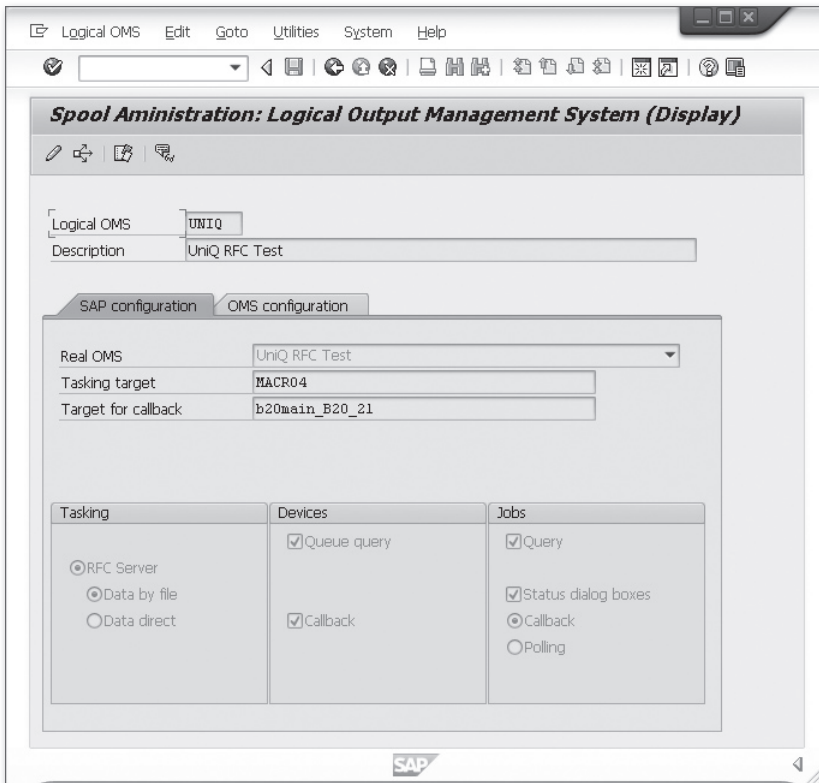 Logical OMS Edit Goto Utilities System Help
Spool Aministration: Logical Output Management System (Display)
Logical OMS UNIQ
Description UniQ RFC Test
SAP configuration OMS configuration
Real OMS UniQ RFC Test
Tasking target MACR04
Target for callback b20main_B20_21
Tasking Devices Jobs
Queue query Query
RFC Server
Data by file Status dialog boxes
Data direct Callback Callback
Polling
SAP